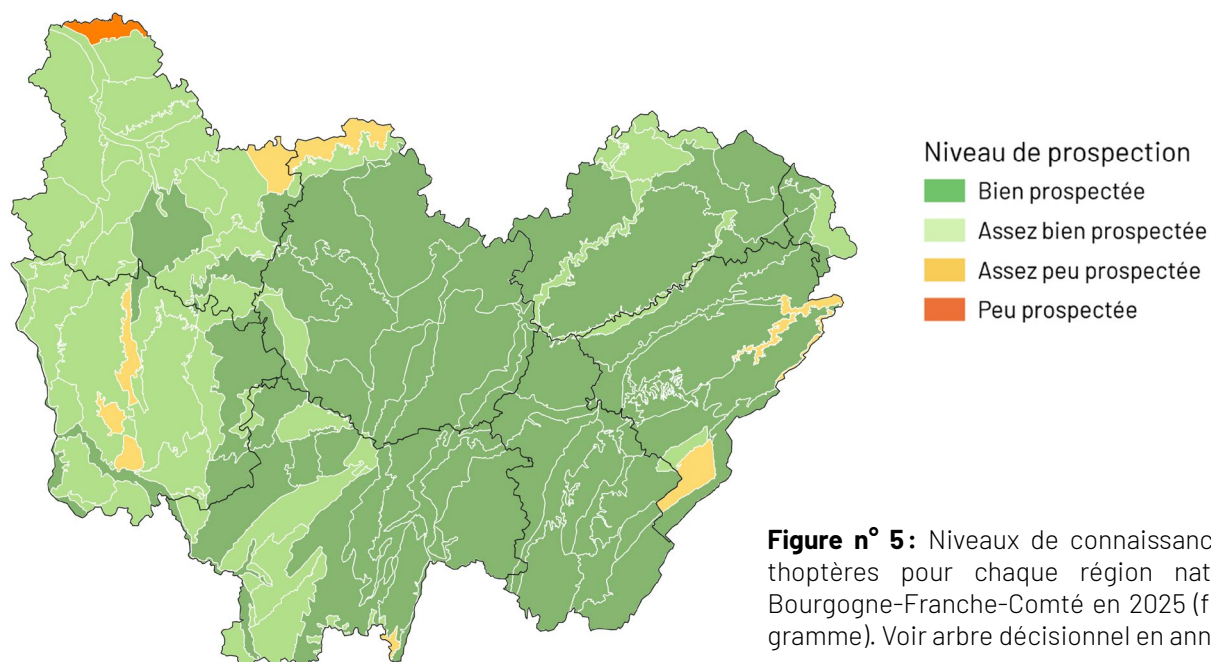 Niveau de prospection
Bien prospectée
Assez bien prospectée
Assez peu prospectée
Peu prospectée
Figure n° 5 : Niveaux de connaissanc
thoptères pour chaque région nat
Bourgogne-Franche-Comté en 2025 (f
gramme). Voir arbre décisionnel en ann